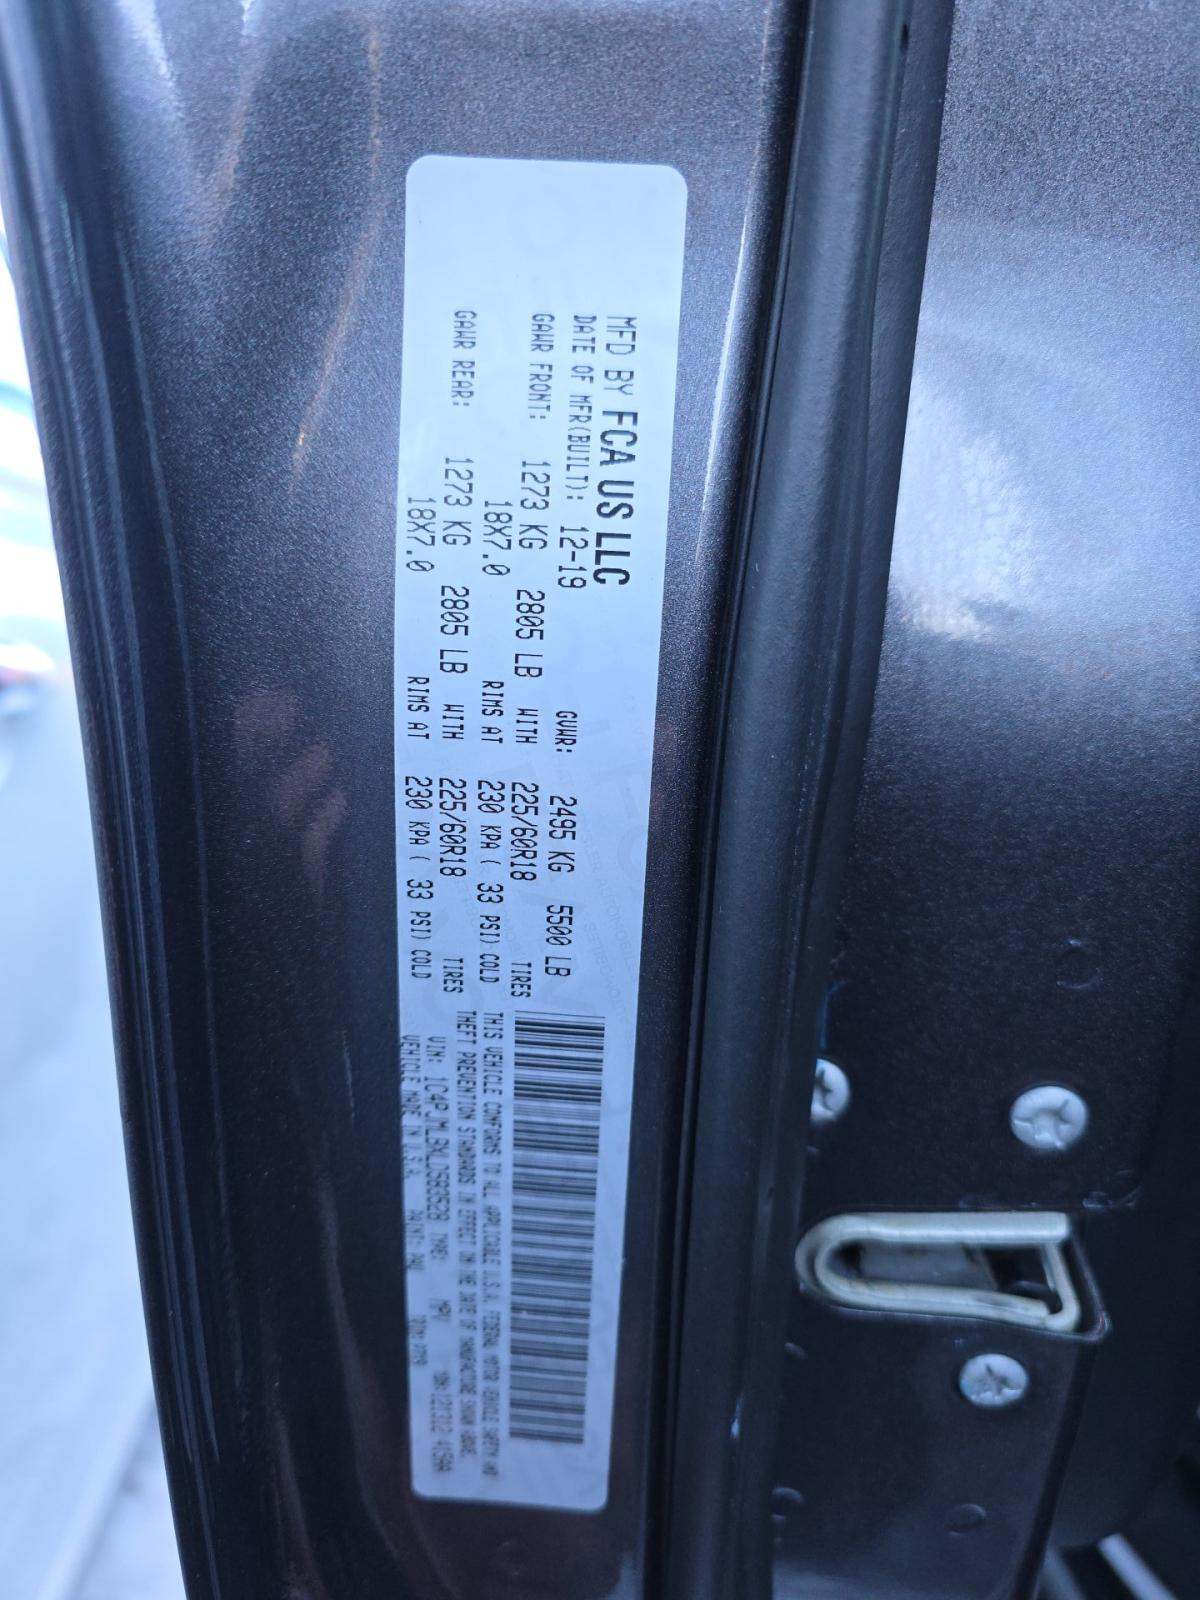 MFD BY FCA US LLC
DATE OF MFR(BUILT): 12-19 GVWR: 2495 KG 5500 LB
GAWR FRONT: 1273 KG 2805 LB WITH 225/60R18 TIRES
18X7.0 RIMS AT 230 KPA ( 33 PSI) COLD
GAWR REAR: 1273 KG 2805 LB WITH 225/60R18 TIRES
18X7.0 RIMS AT 230 KPA ( 33 PSI) COLD
THIS VEHICLE CONFORMS TO ALL APPLICABLE U.S.A. FEDERAL MOTOR VEHICLE SAFETY AND
THEFT PREVENTION STANDARDS IN EFFECT ON THE DATE OF MANUFACTURE SHOWN ABOVE.
VIN: TYPE: MPV
VEHICLE MADE IN U.S.A.